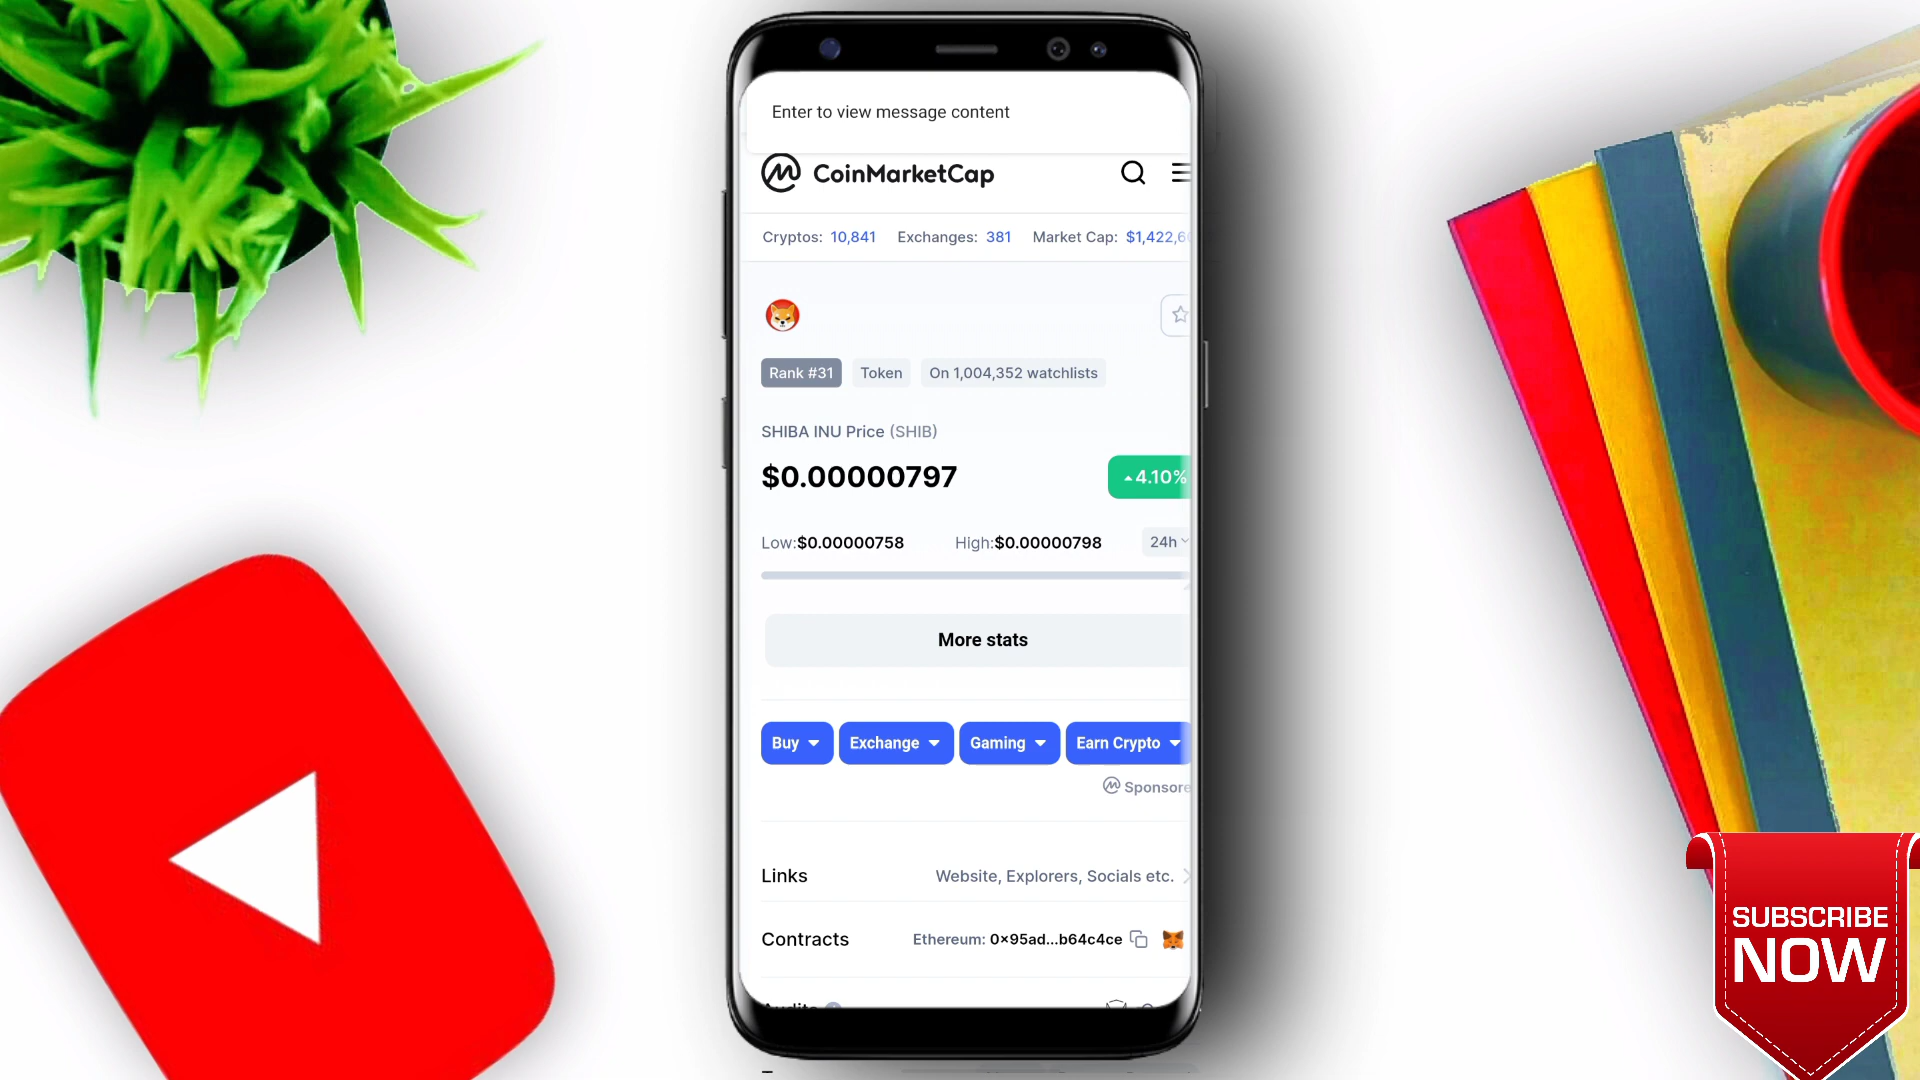 Enter to view message content
CoinMarketCap
Cryptos: 10,841 Exchanges: 381 Market Cap: $1,422,6
Rank #31 Token On 1,004,352 watchlists
SHIBA INU Price (SHIB)
$0.00000797 4.10%
Low:$0.00000758 High:$0.00000798 24h
More stats
Buy Exchange Gaming Earn Crypto
Sponsore
Links Website, Explorers, Socials etc.
Contracts Ethereum: 0x95ad...b64c4ce
SUBSCRIBE
NOW